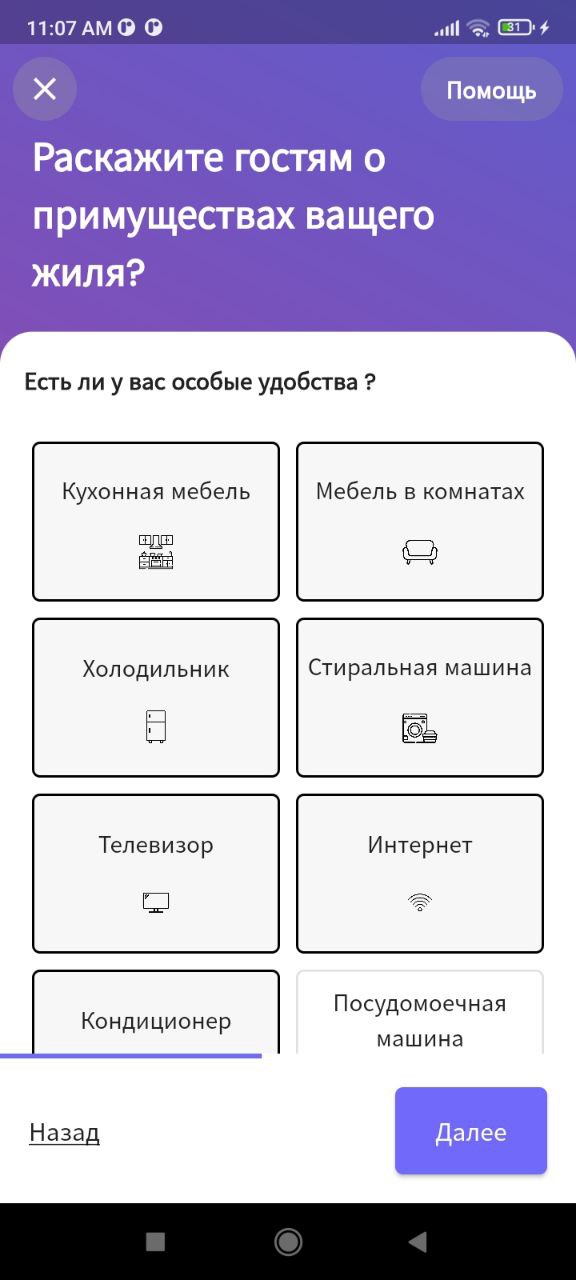 11:07 AM
31
Помощь
Раскажите гостям о
примуществах ващего
жиля?
Есть ли у вас особые удобства ?
Кухонная мебель
Мебель в комнатах
Холодильник
Стиральная машина
Телевизор
Интернет
Кондиционер
Посудомоечная
машина
Назад
Далее